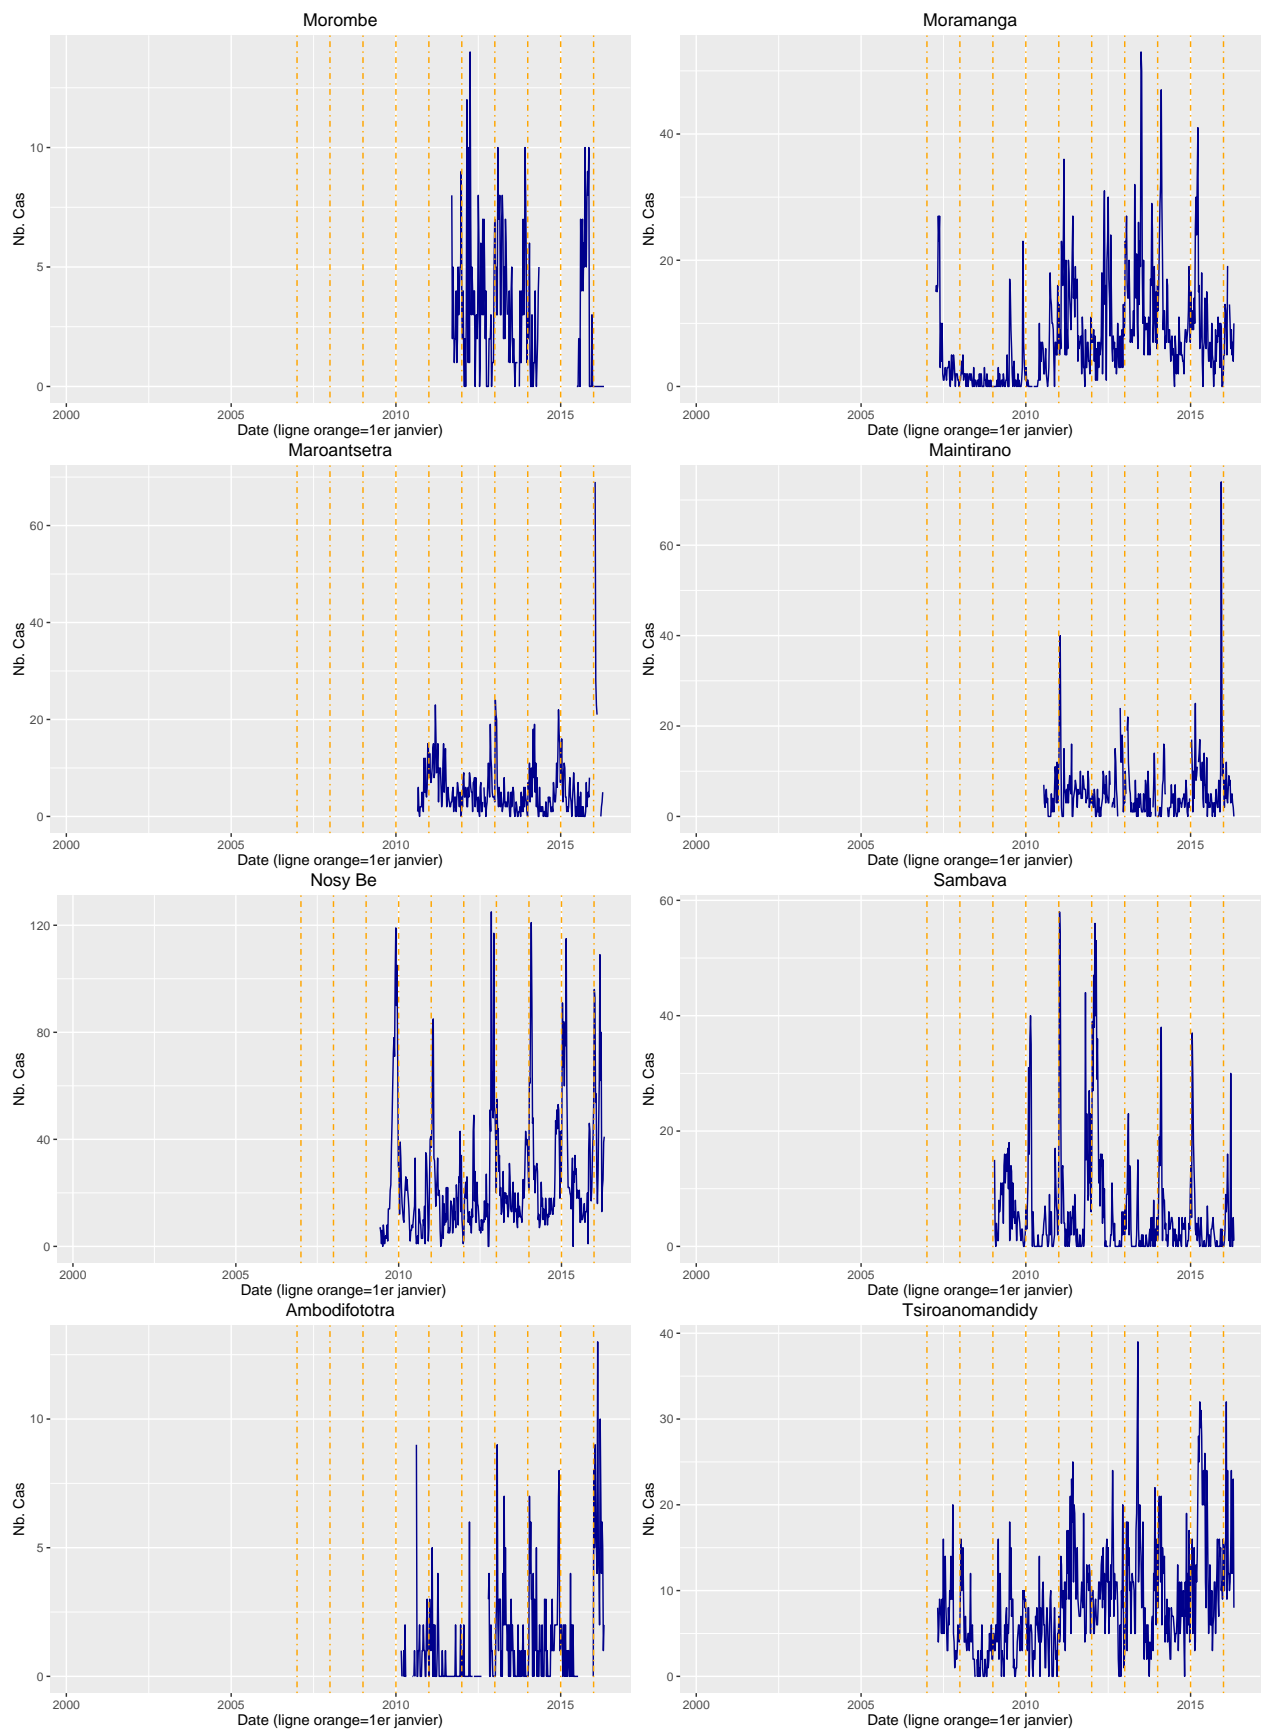 Morombe
Nb. Cas
10
5
0
2000 2005 2010 2015
Date (ligne orange=1er janvier)
Moramanga
Nb. Cas
40
20
0
2000 2005 2010 2015
Date (ligne orange=1er janvier)
Maroantsetra
Nb. Cas
60
40
20
0
2000 2005 2010 2015
Date (ligne orange=1er janvier)
Maintirano
Nb. Cas
60
40
20
0
2000 2005 2010 2015
Date (ligne orange=1er janvier)
Nosy Be
Nb. Cas
120
80
40
0
2000 2005 2010 2015
Date (ligne orange=1er janvier)
Sambava
Nb. Cas
60
40
20
0
2000 2005 2010 2015
Date (ligne orange=1er janvier)
Ambodifototra
Nb. Cas
10
5
0
2000 2005 2010 2015
Date (ligne orange=1er janvier)
Tsiroanomandidy
Nb. Cas
40
30
20
10
0
2000 2005 2010 2015
Date (ligne orange=1er janvier)